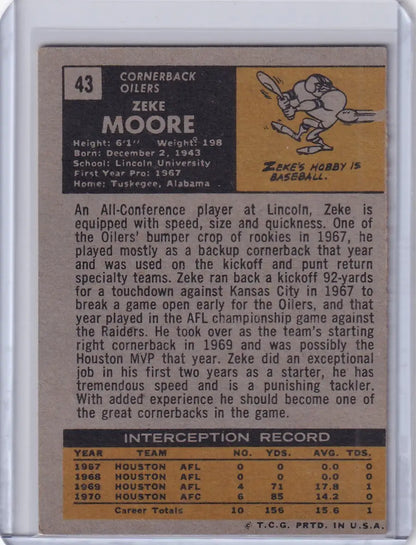 43
CORNERBACK
OILERS
ZEKE
MOORE
Height: 6'1" Weight: 198
Born: December 2, 1943
School: Lincoln University
First Year Pro: 1967
Home: Tuskegee, Alabama
ZEKE'S HOBBY IS
BASEBALL.
An All-Conference player at Lincoln, Zeke is
equipped with speed, size and quickness. One of
the Oilers' bumper crop of rookies in 1967, he
played mostly as a backup cornerback that year
and was used on the kickoff and punt return
specialty teams. Zeke ran back a kickoff 92-yards
for a touchdown against Kansas City in 1967 to
break a game open early for the Oilers, and that
year played in the AFL championship game against
the Raiders. He took over as the team's starting
right cornerback in 1969 and was possibly the
Houston MVP that year. Zeke did an exceptional
job in his first two years as a starter, he has
tremendous speed and is a punishing tackler.
With added experience he should become one of
the great cornerbacks in the game.
INTERCEPTION RECORD
YEAR TEAM NO. YDS. AVG. TDS.
1967 HOUSTON AFL 0 0 0.0 0
1968 HOUSTON AFL 0 0 0.0 0
1969 HOUSTON AFL 4 71 17.8 1
1970 HOUSTON AFC 6 85 14.2 0
Career Totals 10 156 15.6 1
© T.C.G. PRTD. IN U.S.A.